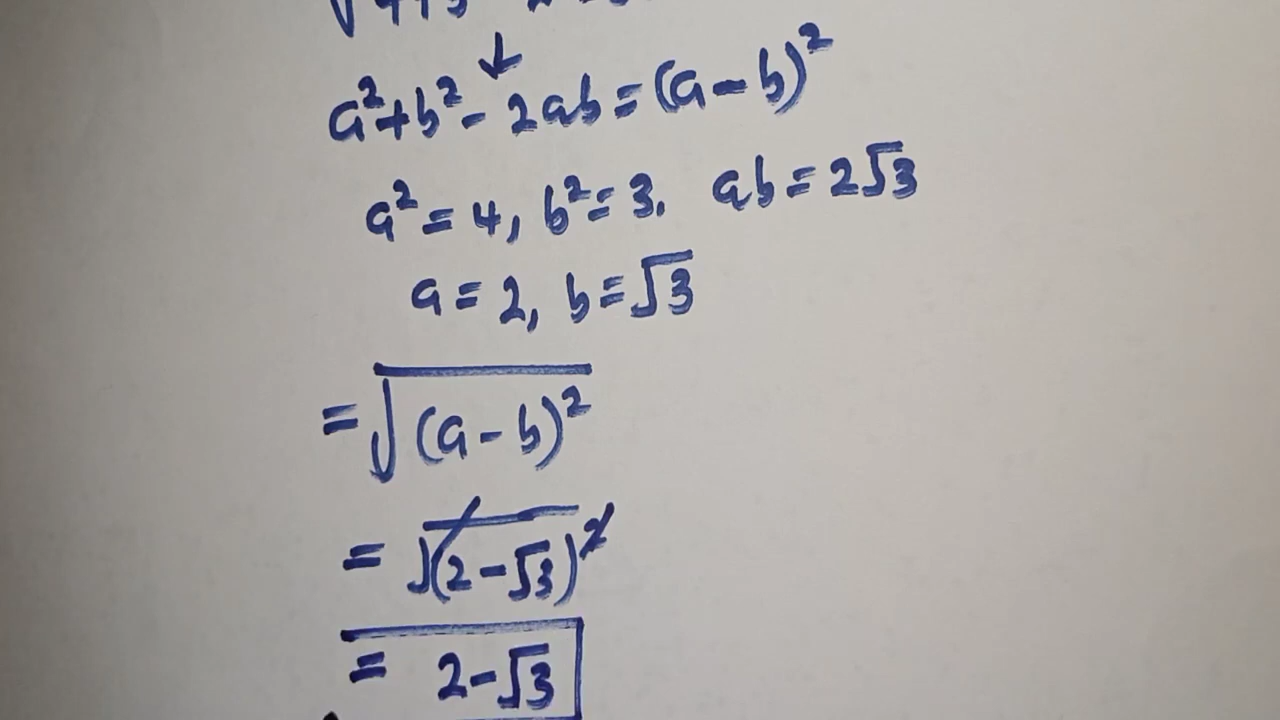 a²+b²-2ab=(a-b)²
a²=4, b²=3. ab=2√3
a=2, b=√3
=√(a-b)²
=√(2-√3)²
= 2-√3